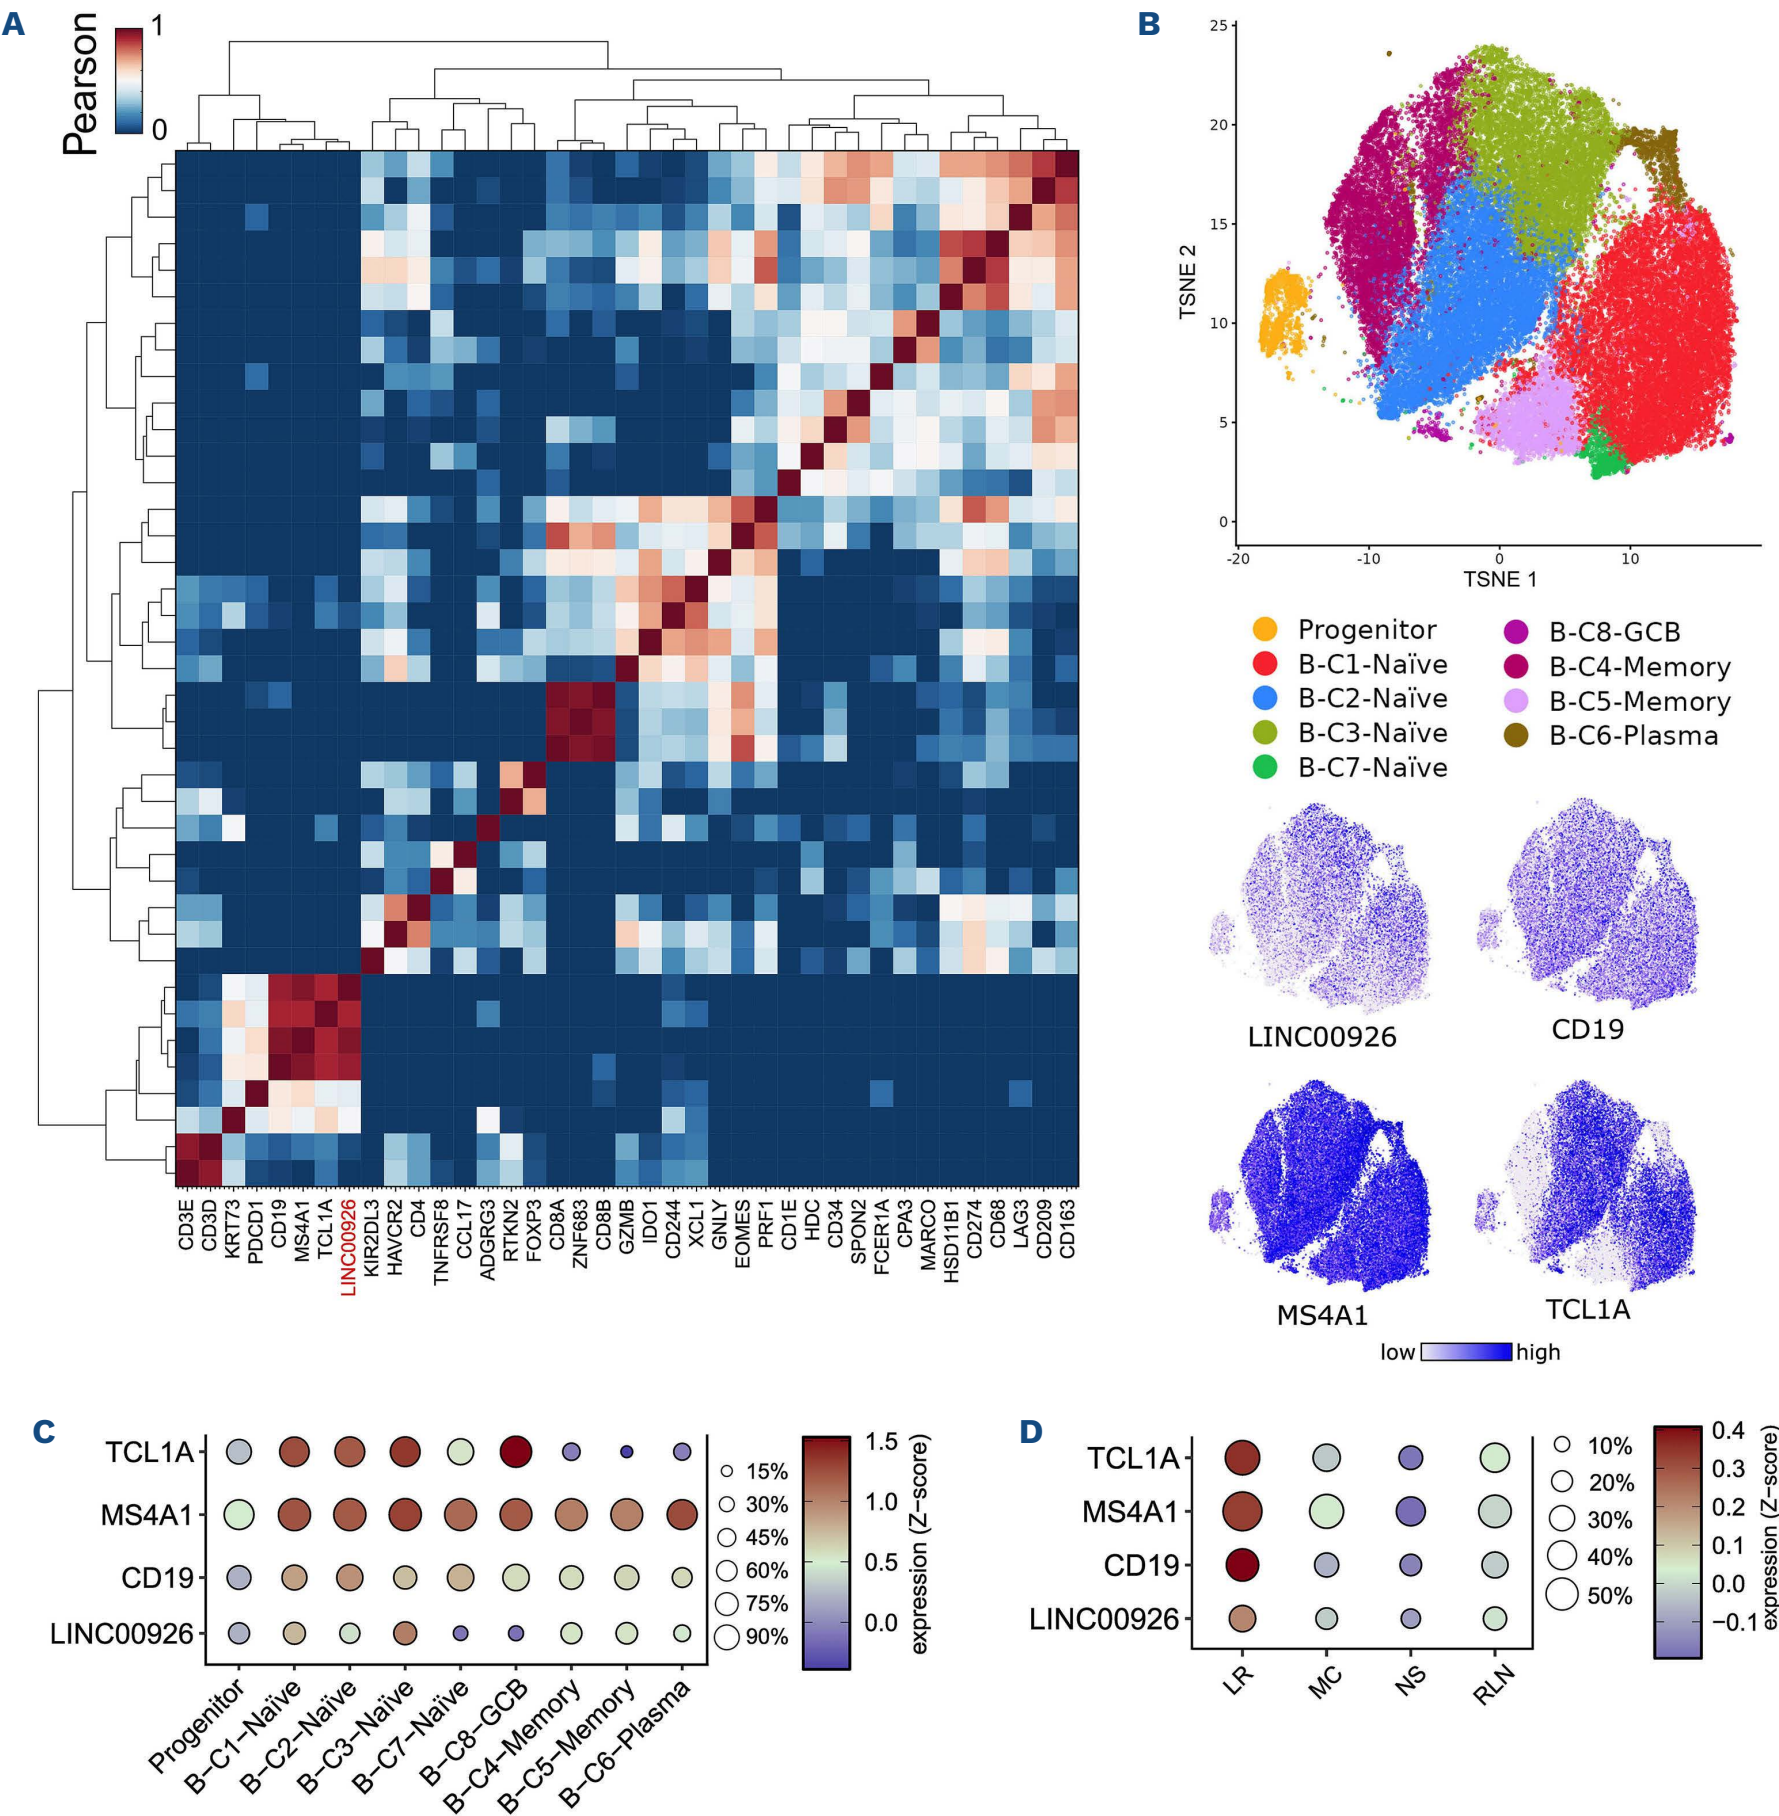 A
Pearson
1
0
CD3E
CD3D
KRT73
PDCD1
CD19
MS4A1
TCL1A
LINC00926
KIR2DL3
HAVCR2
CD4
TNFRSF8
CCL17
ADGRG3
RTKN2
FOXP3
CD8A
ZNF683
CD8B
GZMB
IDO1
CD244
XCL1
GNLY
EOMES
PRF1
CD1E
HDC
CD34
SPON2
FCER1A
CPA3
MARCO
HSD11B1
CD274
CD68
LAG3
CD209
CD163
B
25
20
15
10
5
0
TSNE 2
-20
-10
0
10
TSNE 1
Progenitor
B-C1-Naïve
B-C2-Naïve
B-C3-Naïve
B-C7-Naïve
B-C8-GCB
B-C4-Memory
B-C5-Memory
B-C6-Plasma
LINC00926
CD19
MS4A1
TCL1A
low
high
C
TCL1A
MS4A1
CD19
LINC00926
Progenitor
B−C1−Naïve
B−C2−Naïve
B−C3−Naïve
B−C7−Naïve
B−C8−GCB
B−C4−Memory
B−C5−Memory
B−C6−Plasma
15%
30%
45%
60%
75%
90%
1.5
1.0
0.5
0.0
expression (Z−score)
D
TCL1A
MS4A1
CD19
LINC00926
LR
MC
NS
RLN
10%
20%
30%
40%
50%
0.4
0.3
0.2
0.1
0.0
−0.1
expression (Z−score)